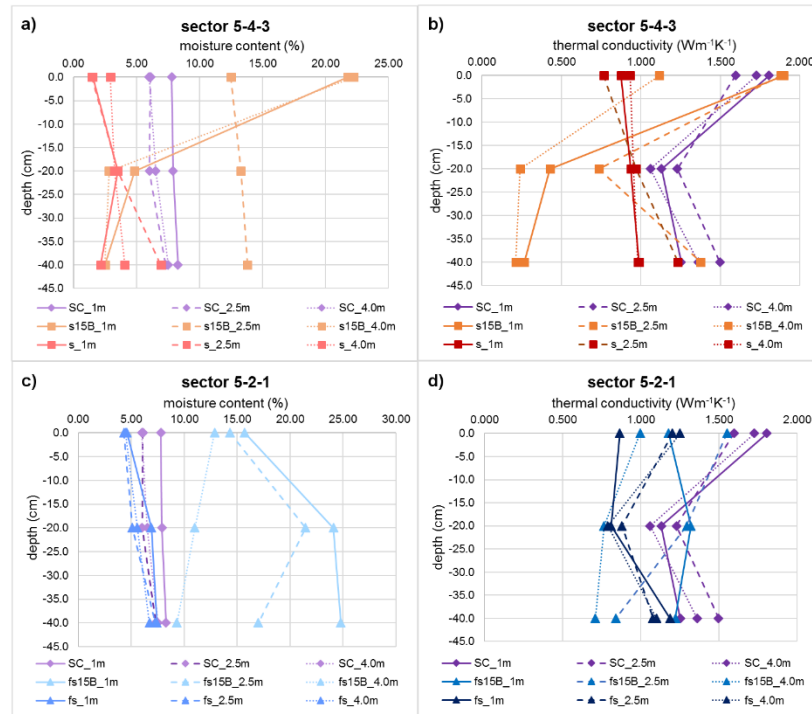 a) sector 5-4-3
moisture content (%)
0.00 5.00 10.00 15.00 20.00 25.00
0.0
-5.0
-10.0
-15.0
-20.0
-25.0
-30.0
-35.0
-40.0
-45.0
depth (cm)
SC_1m SC_2.5m SC_4.0m
s15B_1m s15B_2.5m s15B_4.0m
s_1m s_2.5m s_4.0m
b) sector 5-4-3
thermal conductivity (Wm⁻¹K⁻¹)
0.000 0.500 1.000 1.500 2.000
0.0
-5.0
-10.0
-15.0
-20.0
-25.0
-30.0
-35.0
-40.0
-45.0
depth (cm)
SC_1m SC_2.5m SC_4.0m
s15B_1m s15B_2.5m s15B_4.0m
s_1m s_2.5m s_4.0m
c) sector 5-2-1
moisture content (%)
0.00 5.00 10.00 15.00 20.00 25.00 30.00
0.0
-5.0
-10.0
-15.0
-20.0
-25.0
-30.0
-35.0
-40.0
-45.0
depth (cm)
SC_1m SC_2.5m SC_4.0m
fs15B_1m fs15B_2.5m fs15B_4.0m
fs_1m fs_2.5m fs_4.0m
d) sector 5-2-1
thermal conductivity (Wm⁻¹K⁻¹)
0.000 0.500 1.000 1.500 2.000
0.0
-5.0
-10.0
-15.0
-20.0
-25.0
-30.0
-35.0
-40.0
-45.0
depth (cm)
SC_1m SC_2.5m SC_4.0m
fs15B_1m fs15B_2.5m fs15B_4.0m
fs_1m fs_2.5m fs_4.0m